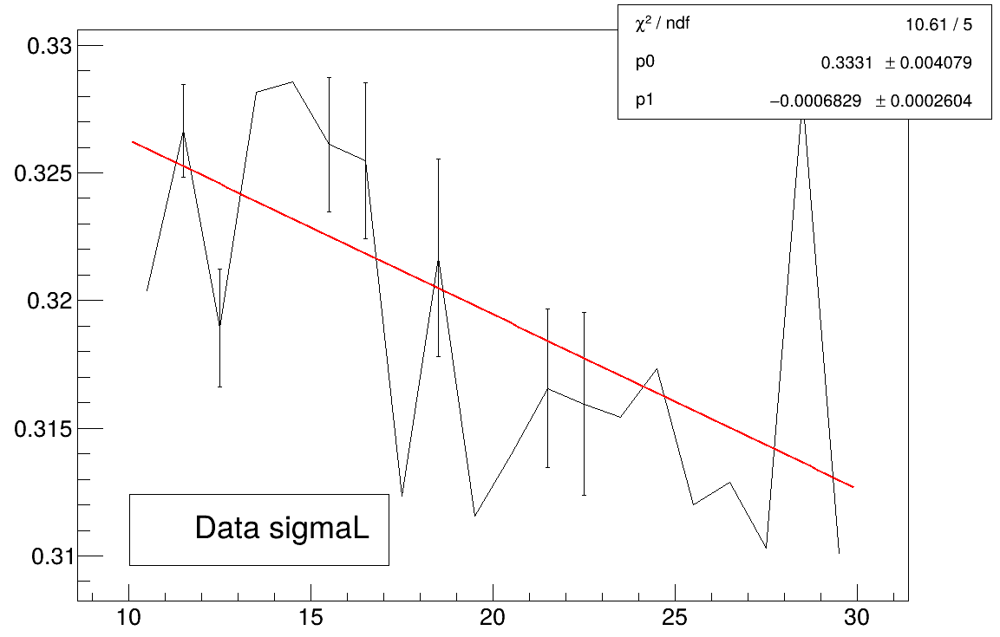 χ² / ndf 10.61 / 5
p0 0.3331 ± 0.004079
p1 −0.0006829 ± 0.0002604
0.33
0.325
0.32
0.315
0.31
Data sigmaL
10 15 20 25 30